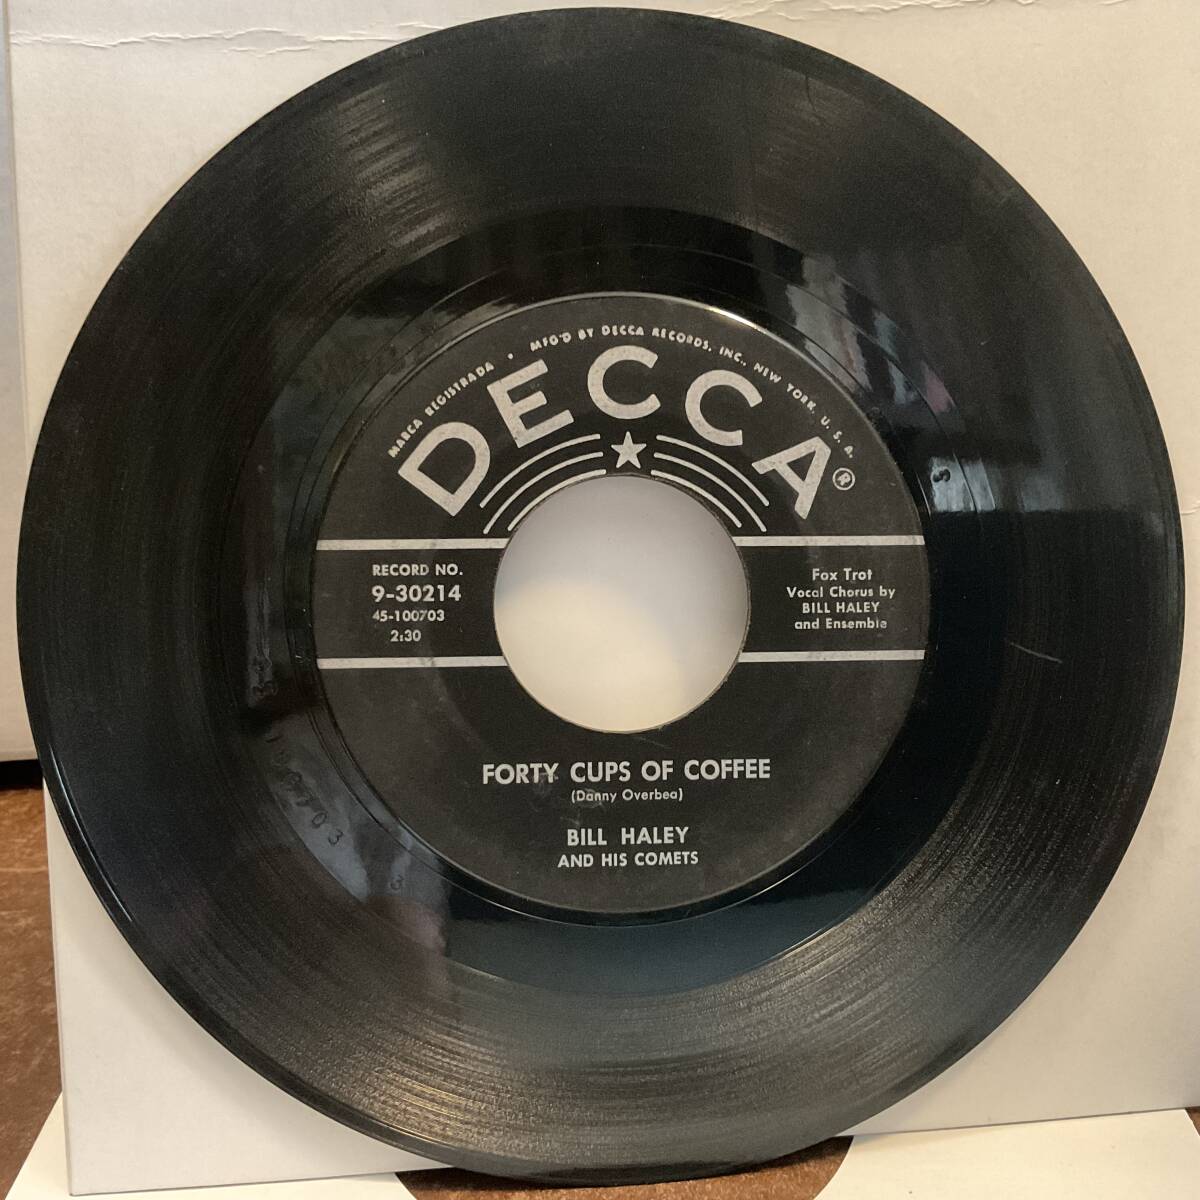 MARCA REGISTRADA • MFG'D BY DECCA RECORDS, INC., NEW YORK, U. S. A.
DECCA®
RECORD NO.
9-30214
45-100703
2:30
Fox Trot
Vocal Chorus by
BILL HALEY
and Ensemble
FORTY CUPS OF COFFEE
(Danny Overbea)
BILL HALEY
AND HIS COMETS